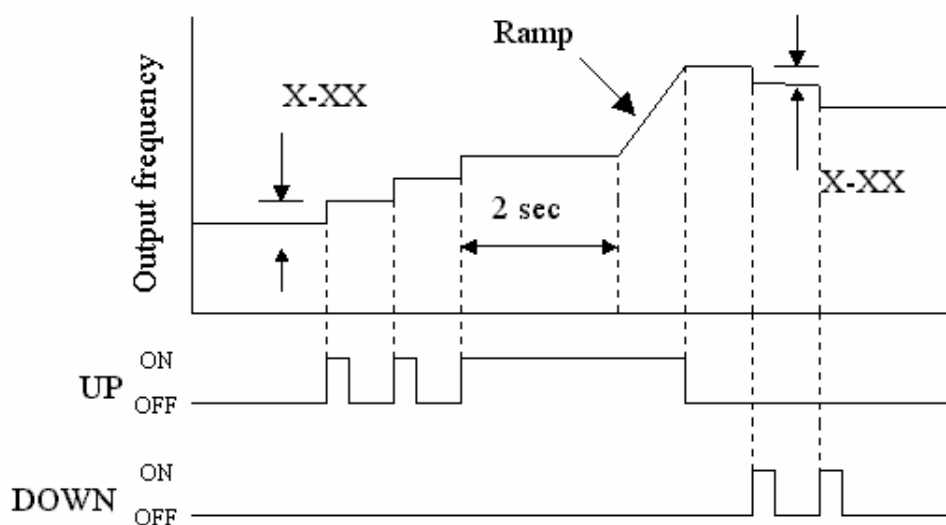 Ramp
X-XX
Output frequency
X-XX
2 sec
ON
UP
OFF
ON
DOWN
OFF